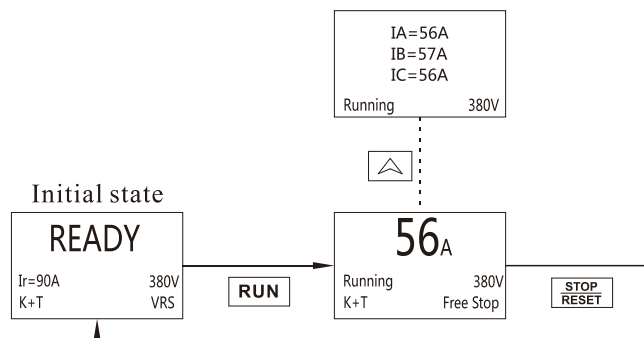 IA=56A
IB=57A
IC=56A
Running 380V
Initial state
READY
Ir=90A 380V
K+T VRS
RUN
56A
Running 380V
K+T Free Stop
STOP
RESET